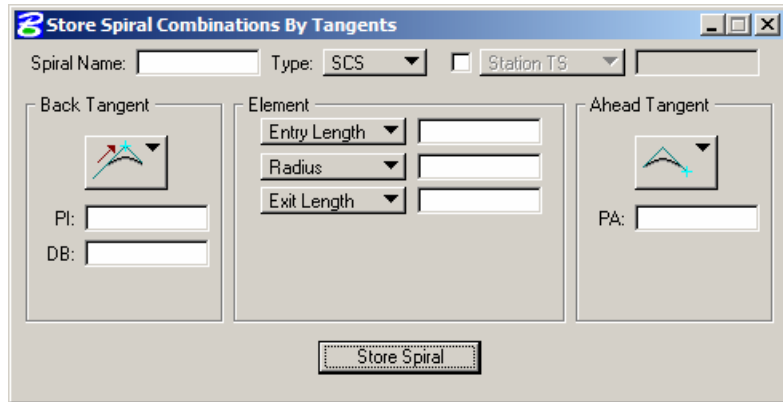 Store Spiral Combinations By Tangents
Spiral Name: Type: SCS Station TS
Back Tangent
PI:
DB:
Element
Entry Length
Radius
Exit Length
Ahead Tangent
PA:
Store Spiral